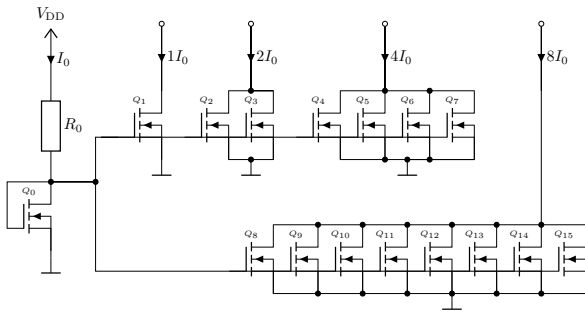 V_DD
I_0 1I_0 2I_0 4I_0 8I_0
Q_1 Q_2 Q_3 Q_4 Q_5 Q_6 Q_7
R_0
Q_0
Q_8 Q_9 Q_10 Q_11 Q_12 Q_13 Q_14 Q_15